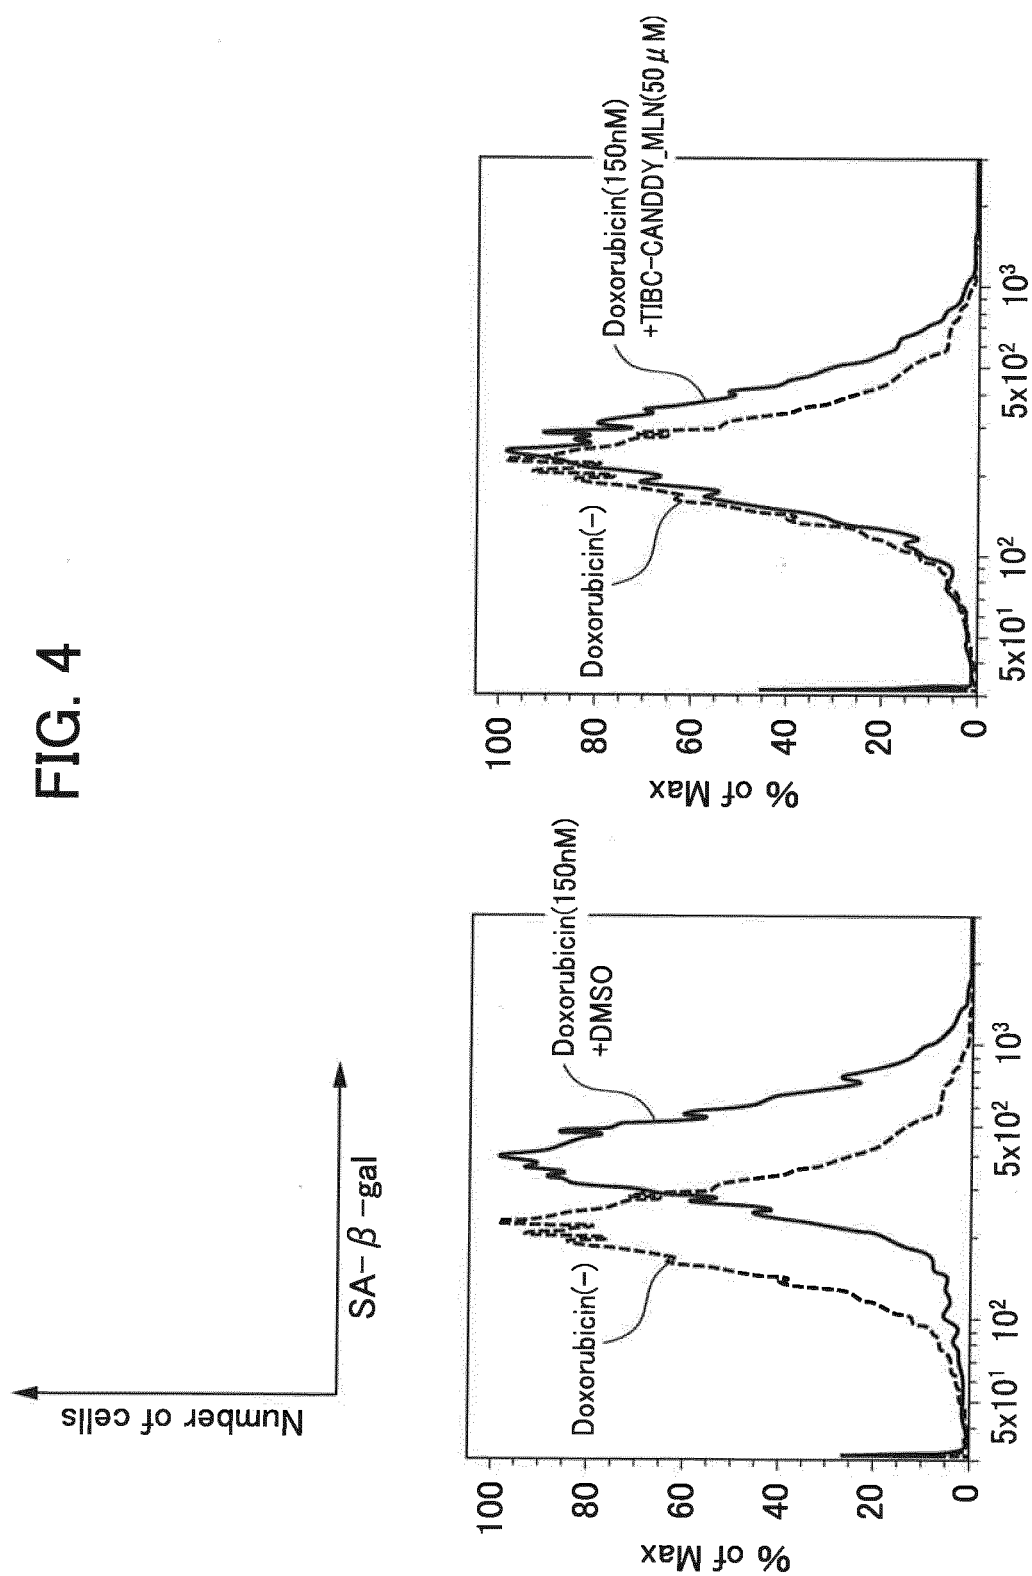 FIG. 4
Number of cells
SA-β-gal
% of Max
100
80
60
40
20
0
Doxorubicin(-)
Doxorubicin(150nM)
+DMSO
5x10¹
10²
5x10²
10³
% of Max
100
80
60
40
20
0
Doxorubicin(-)
Doxorubicin(150nM)
+TIBC-CANDDY_MLN(50μM)
5x10¹
10²
5x10²
10³